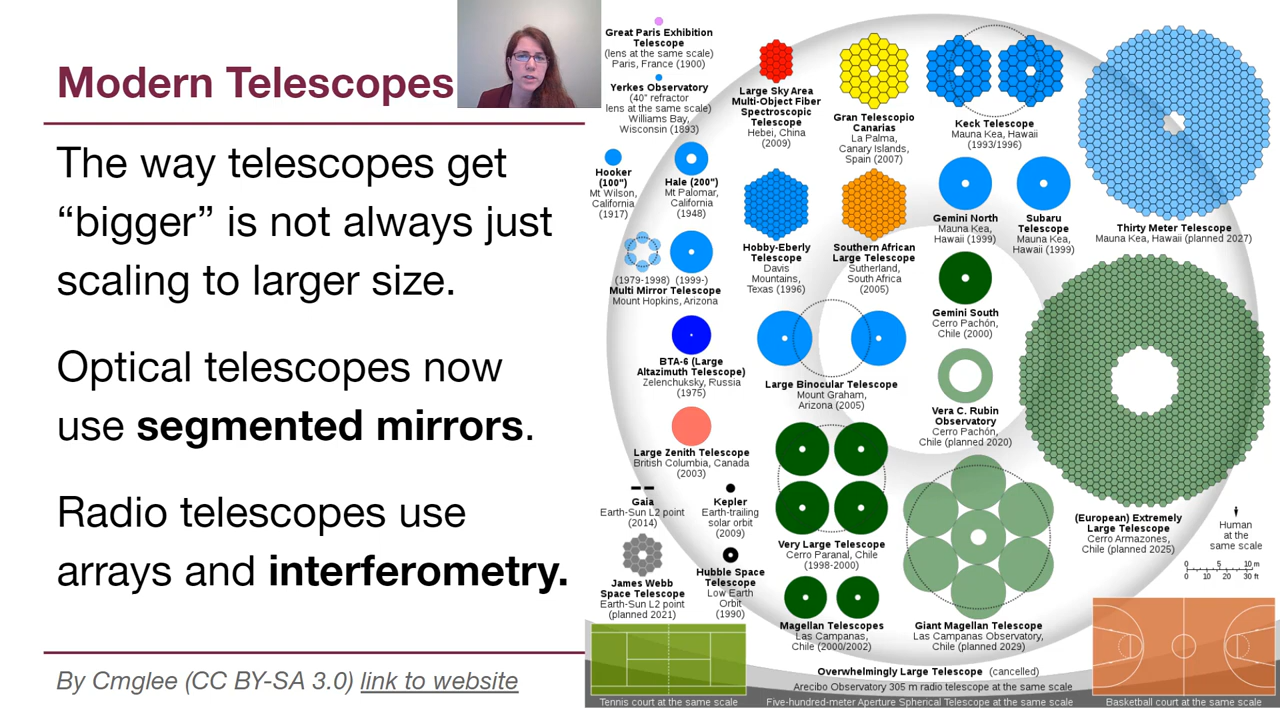 Modern Telescopes
The way telescopes get
“bigger” is not always just
scaling to larger size.
Optical telescopes now
use segmented mirrors.
Radio telescopes use
arrays and interferometry.
By Cmglee (CC BY-SA 3.0) link to website
Great Paris Exhibition
Telescope
(lens at the same scale)
Paris, France (1900)
Yerkes Observatory
(40" refractor
lens at the same scale)
Williams Bay,
Wisconsin (1893)
Hooker
(100")
Mt Wilson,
California
(1917)
Hale (200")
Mt Palomar,
California
(1948)
(1979-1998) (1999-)
Multi Mirror Telescope
Mount Hopkins, Arizona
BTA-6 (Large
Altazimuth Telescope)
Zelenchuksky, Russia
(1975)
Large Zenith Telescope
British Columbia, Canada
(2003)
Gaia
Earth-Sun L2 point
(2014)
Kepler
Earth-trailing
solar orbit
(2009)
James Webb
Space Telescope
Earth-Sun L2 point
(planned 2021)
Hubble Space
Telescope
Low Earth
Orbit
(1990)
Large Sky Area
Multi-Object Fiber
Spectroscopic
Telescope
Hebei, China
(2009)
Gran Telescopio
Canarias
La Palma,
Canary Islands,
Spain (2007)
Keck Telescope
Mauna Kea, Hawaii
(1993/1996)
Hobby-Eberly
Telescope
Davis
Mountains,
Texas (1996)
Southern African
Large Telescope
Sutherland,
South Africa
(2005)
Gemini North
Mauna Kea,
Hawaii (1999)
Subaru
Telescope
Mauna Kea,
Hawaii (1999)
Thirty Meter Telescope
Mauna Kea, Hawaii (planned 2027)
Gemini South
Cerro Pachón,
Chile (2000)
Large Binocular Telescope
Mount Graham,
Arizona (2005)
Vera C. Rubin
Observatory
Cerro Pachón,
Chile (planned 2020)
Very Large Telescope
Cerro Paranal, Chile
(1998-2000)
Magellan Telescopes
Las Campanas,
Chile (2000/2002)
Giant Magellan Telescope
Las Campanas Observatory,
Chile (planned 2029)
(European) Extremely
Large Telescope
Cerro Armazones,
Chile (planned 2025)
Human
at the
same scale
0 5 10 m
0 10 20 30 ft
Overwhelmingly Large Telescope (cancelled)
Arecibo Observatory 305 m radio telescope at the same scale
Tennis court at the same scale
Five-hundred-meter Aperture Spherical Telescope at the same scale
Basketball court at the same scale